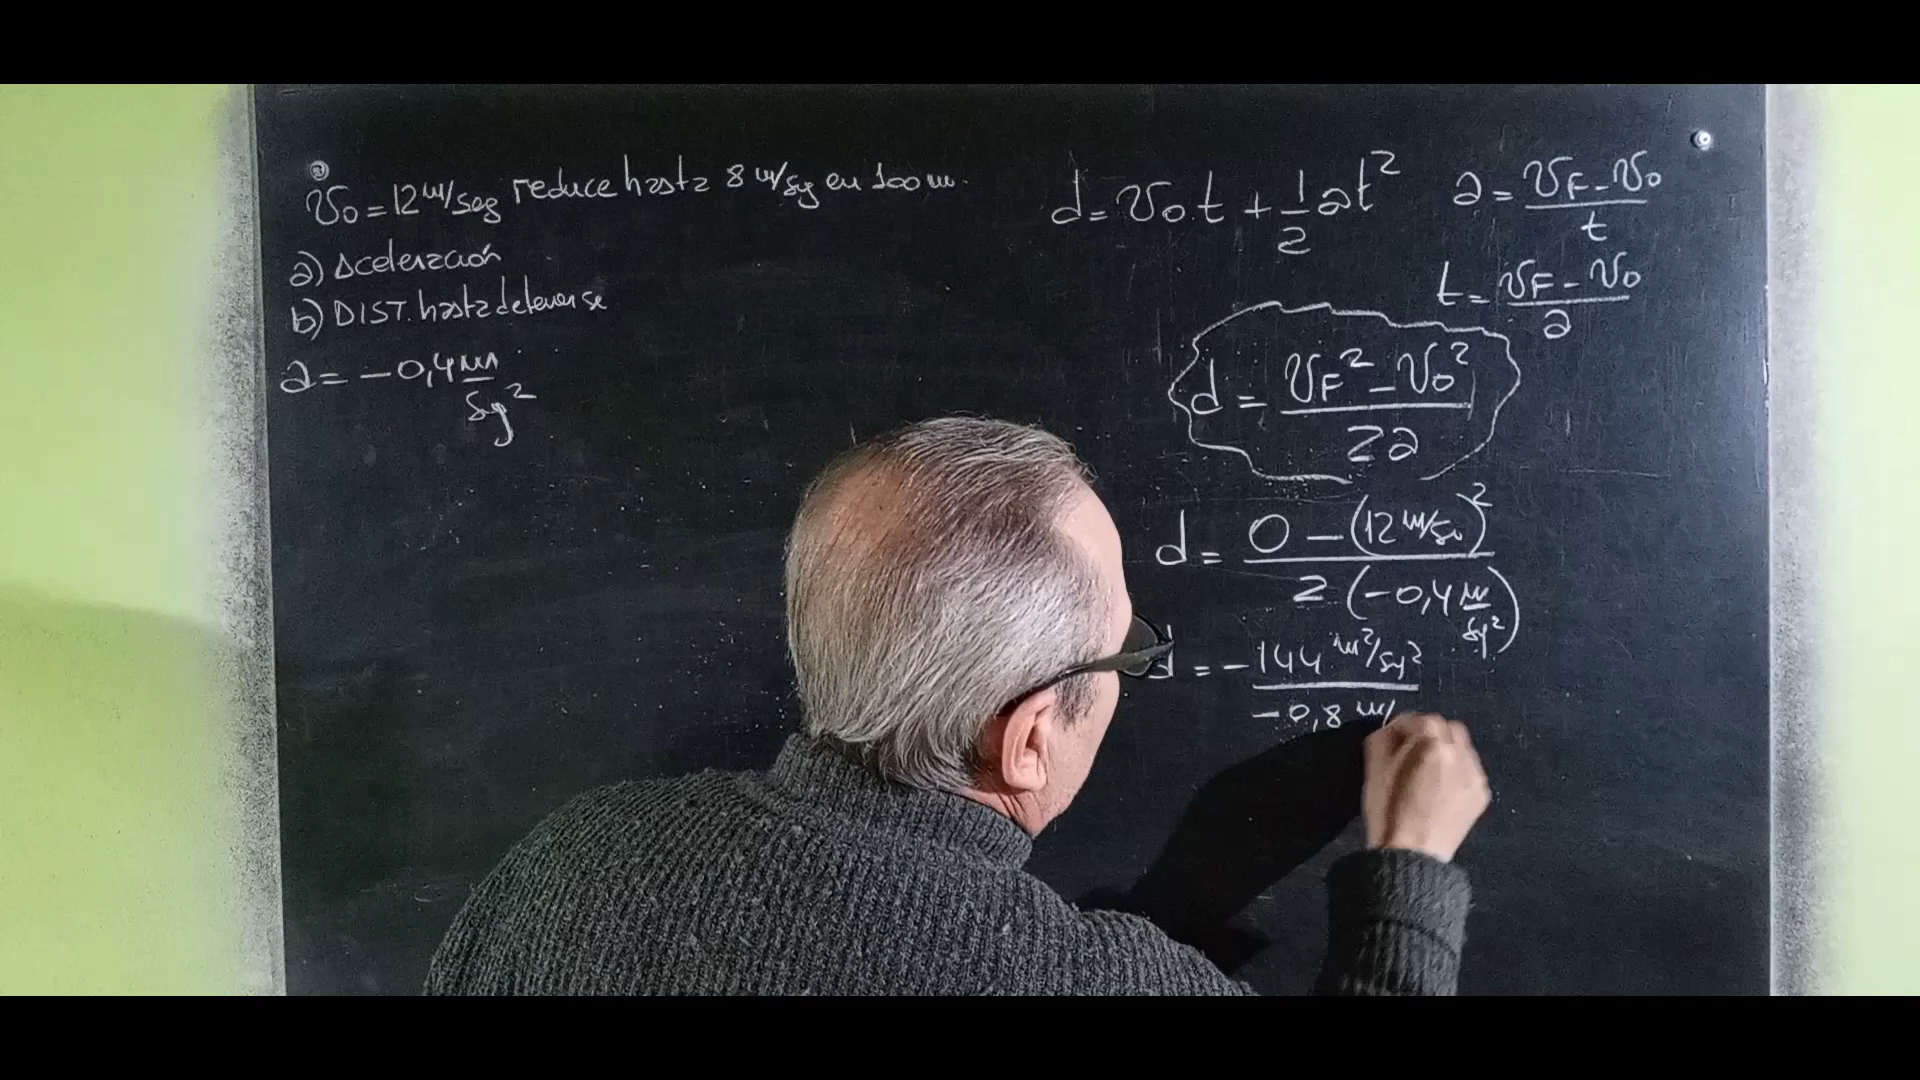 V₀ = 12 m/seg reduce hasta 8 m/sg en 100 m.
a) Aceleración
b) DIST. hasta detenerse
a = -0,4 m/sg²
d = V₀.t + 1/2 at²
a = (VF - V₀)/t
t = (VF - V₀)/a
d = (VF² - V₀²)/2a
d = (0 - (12 m/sg)²)/(2 (-0,4 m/sg²))
d = -144 m²/sg² / -0,8 m/